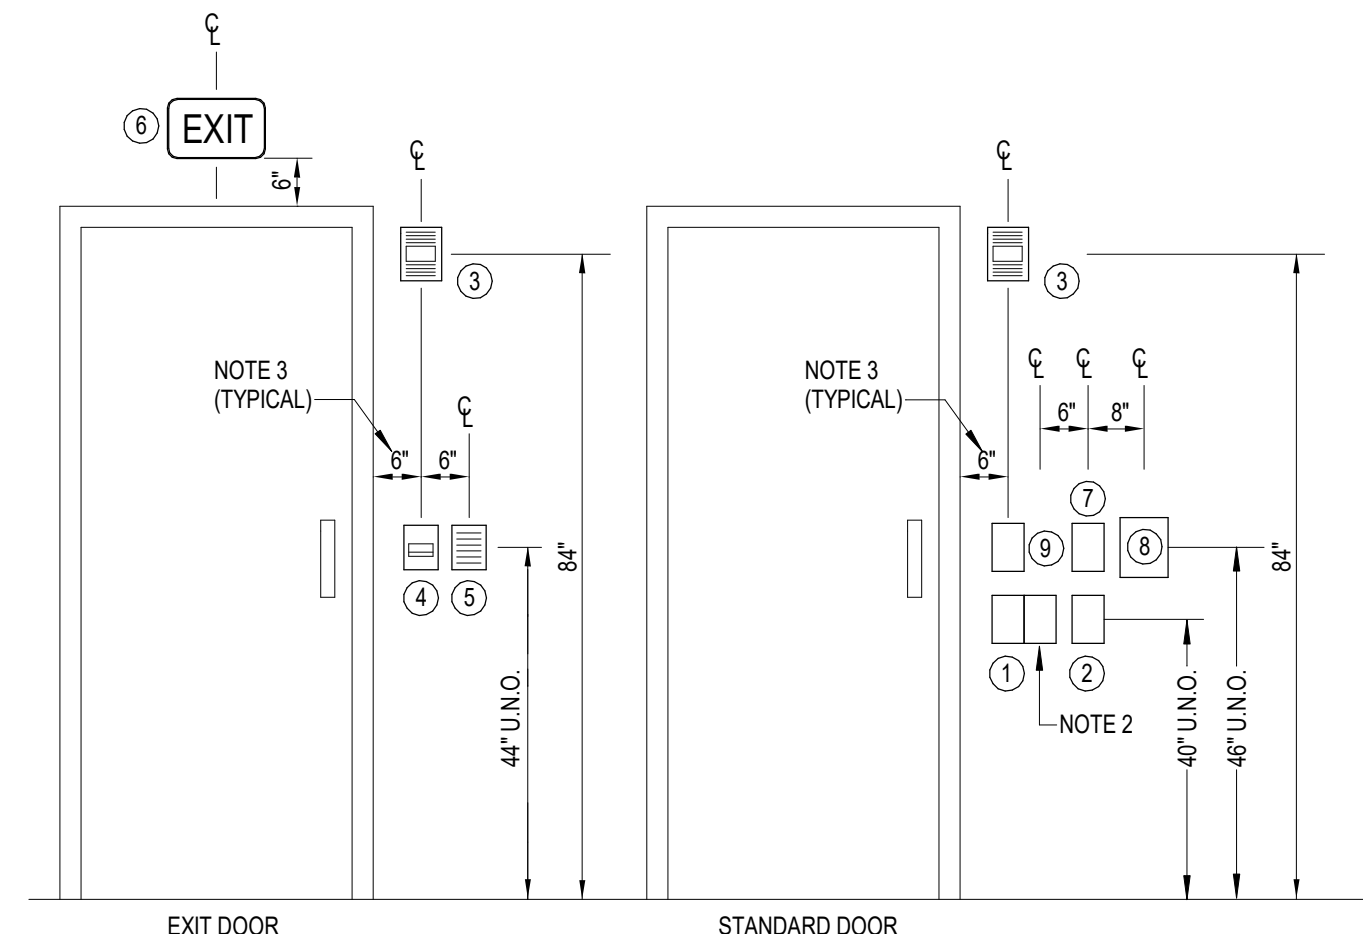 ℄
6
EXIT
6"
℄
3
NOTE 3
(TYPICAL)
℄
6"
6"
4
5
44" U.N.O.
84"
EXIT DOOR
℄
3
NOTE 3
(TYPICAL)
6"
℄
℄
℄
6"
8"
7
9
8
1
2
NOTE 2
40" U.N.O.
46" U.N.O.
84"
STANDARD DOOR